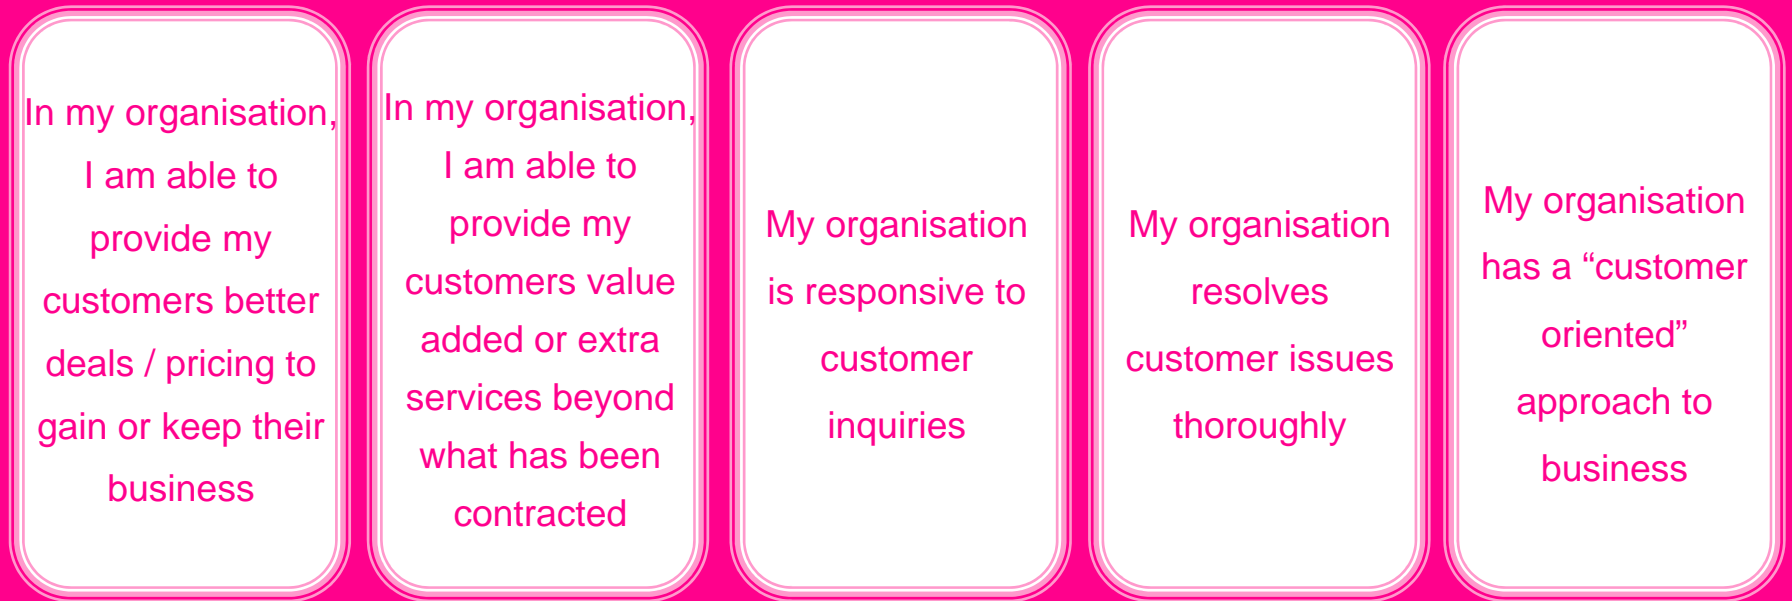 In my organisation,
I am able to
provide my
customers better
deals / pricing to
gain or keep their
business
In my organisation,
I am able to
provide my
customers value
added or extra
services beyond
what has been
contracted
My organisation
is responsive to
customer
inquiries
My organisation
resolves
customer issues
thoroughly
My organisation
has a “customer
oriented”
approach to
business